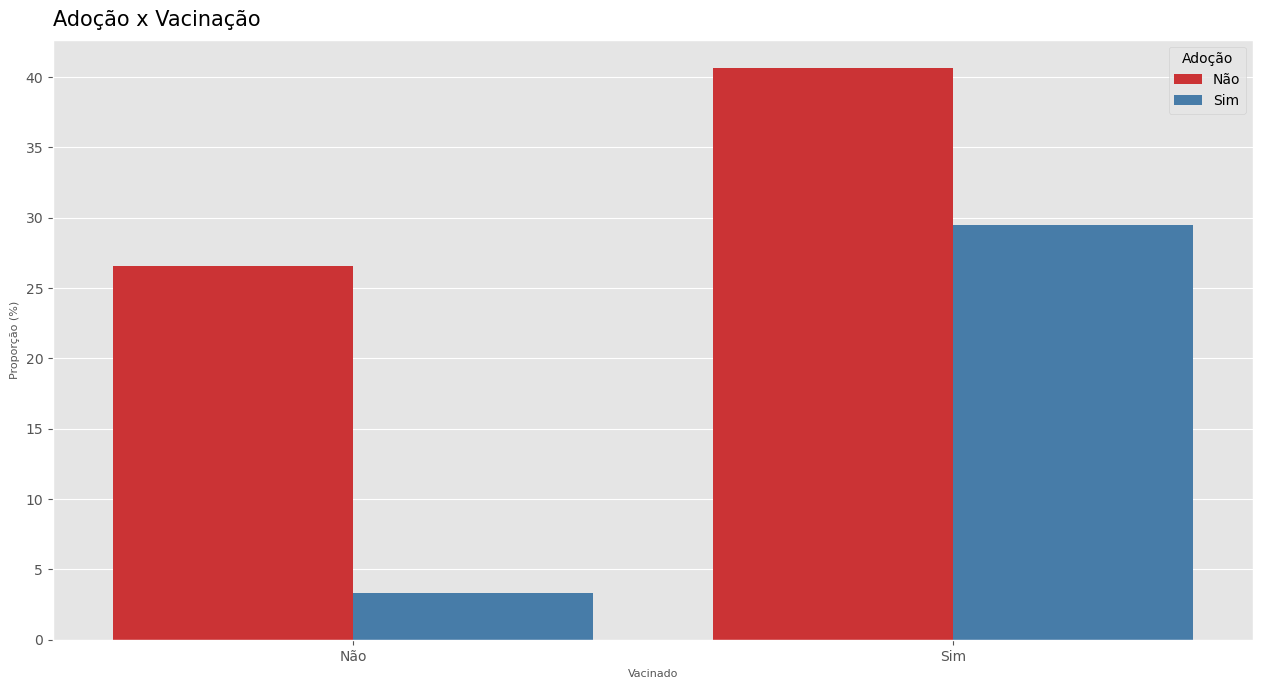 Adoção x Vacinação
Adoção
Não
Sim
Proporção (%)
40
35
30
25
20
15
10
5
0
Não
Sim
Vacinado